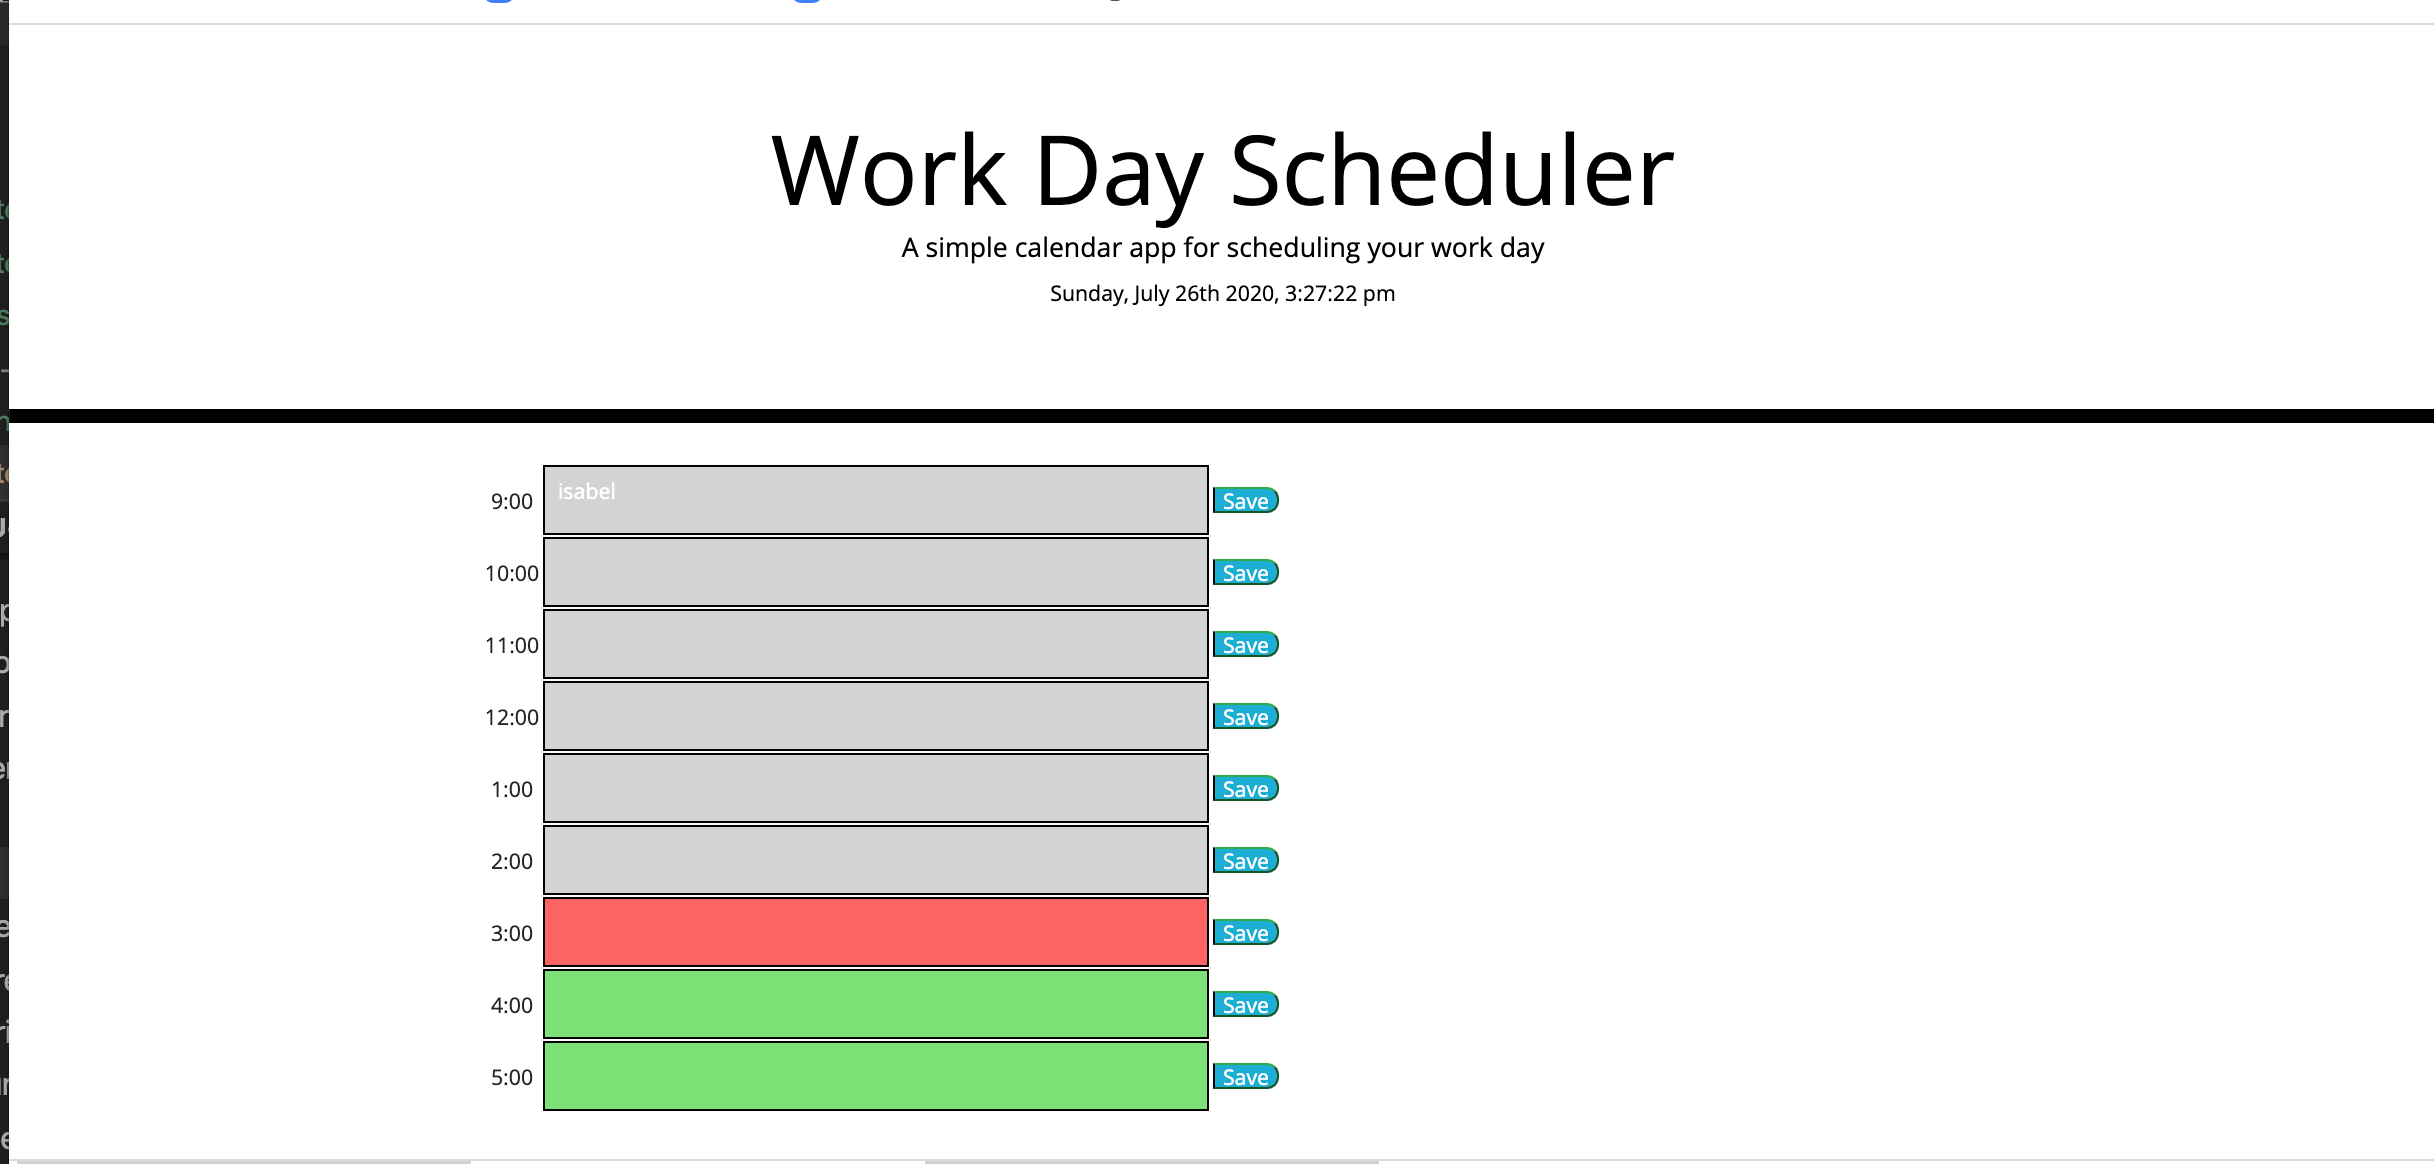 Work Day Scheduler
A simple calendar app for scheduling your work day
Sunday, July 26th 2020, 3:27:22 pm
9:00 isabel Save
10:00 Save
11:00 Save
12:00 Save
1:00 Save
2:00 Save
3:00 Save
4:00 Save
5:00 Save